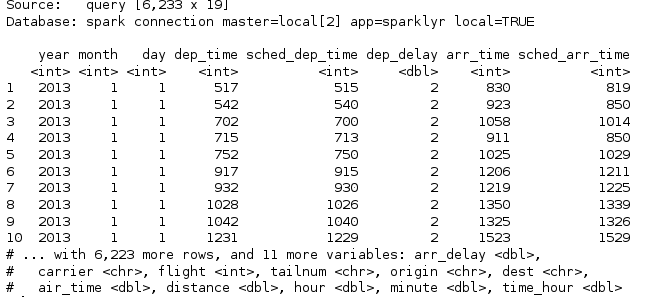 Source:   query [6,233 x 19]
Database: spark connection master=local[2] app=sparklyr local=TRUE
    year month   day dep_time sched_dep_time dep_delay arr_time sched_arr_time
   <int> <int> <int>    <int>          <int>     <dbl>    <int>          <int>
1   2013     1     1      517            515         2      830            819
2   2013     1     1      542            540         2      923            850
3   2013     1     1      702            700         2     1058           1014
4   2013     1     1      715            713         2      911            850
5   2013     1     1      752            750         2     1025           1029
6   2013     1     1      917            915         2     1206           1211
7   2013     1     1      932            930         2     1219           1225
8   2013     1     1     1028           1026         2     1350           1339
9   2013     1     1     1042           1040         2     1325           1326
10  2013     1     1     1231           1229         2     1523           1529
# ... with 6,223 more rows, and 11 more variables: arr_delay <dbl>,
#   carrier <chr>, flight <int>, tailnum <chr>, origin <chr>, dest <chr>,
#   air_time <dbl>, distance <dbl>, hour <dbl>, minute <dbl>, time_hour <dbl>